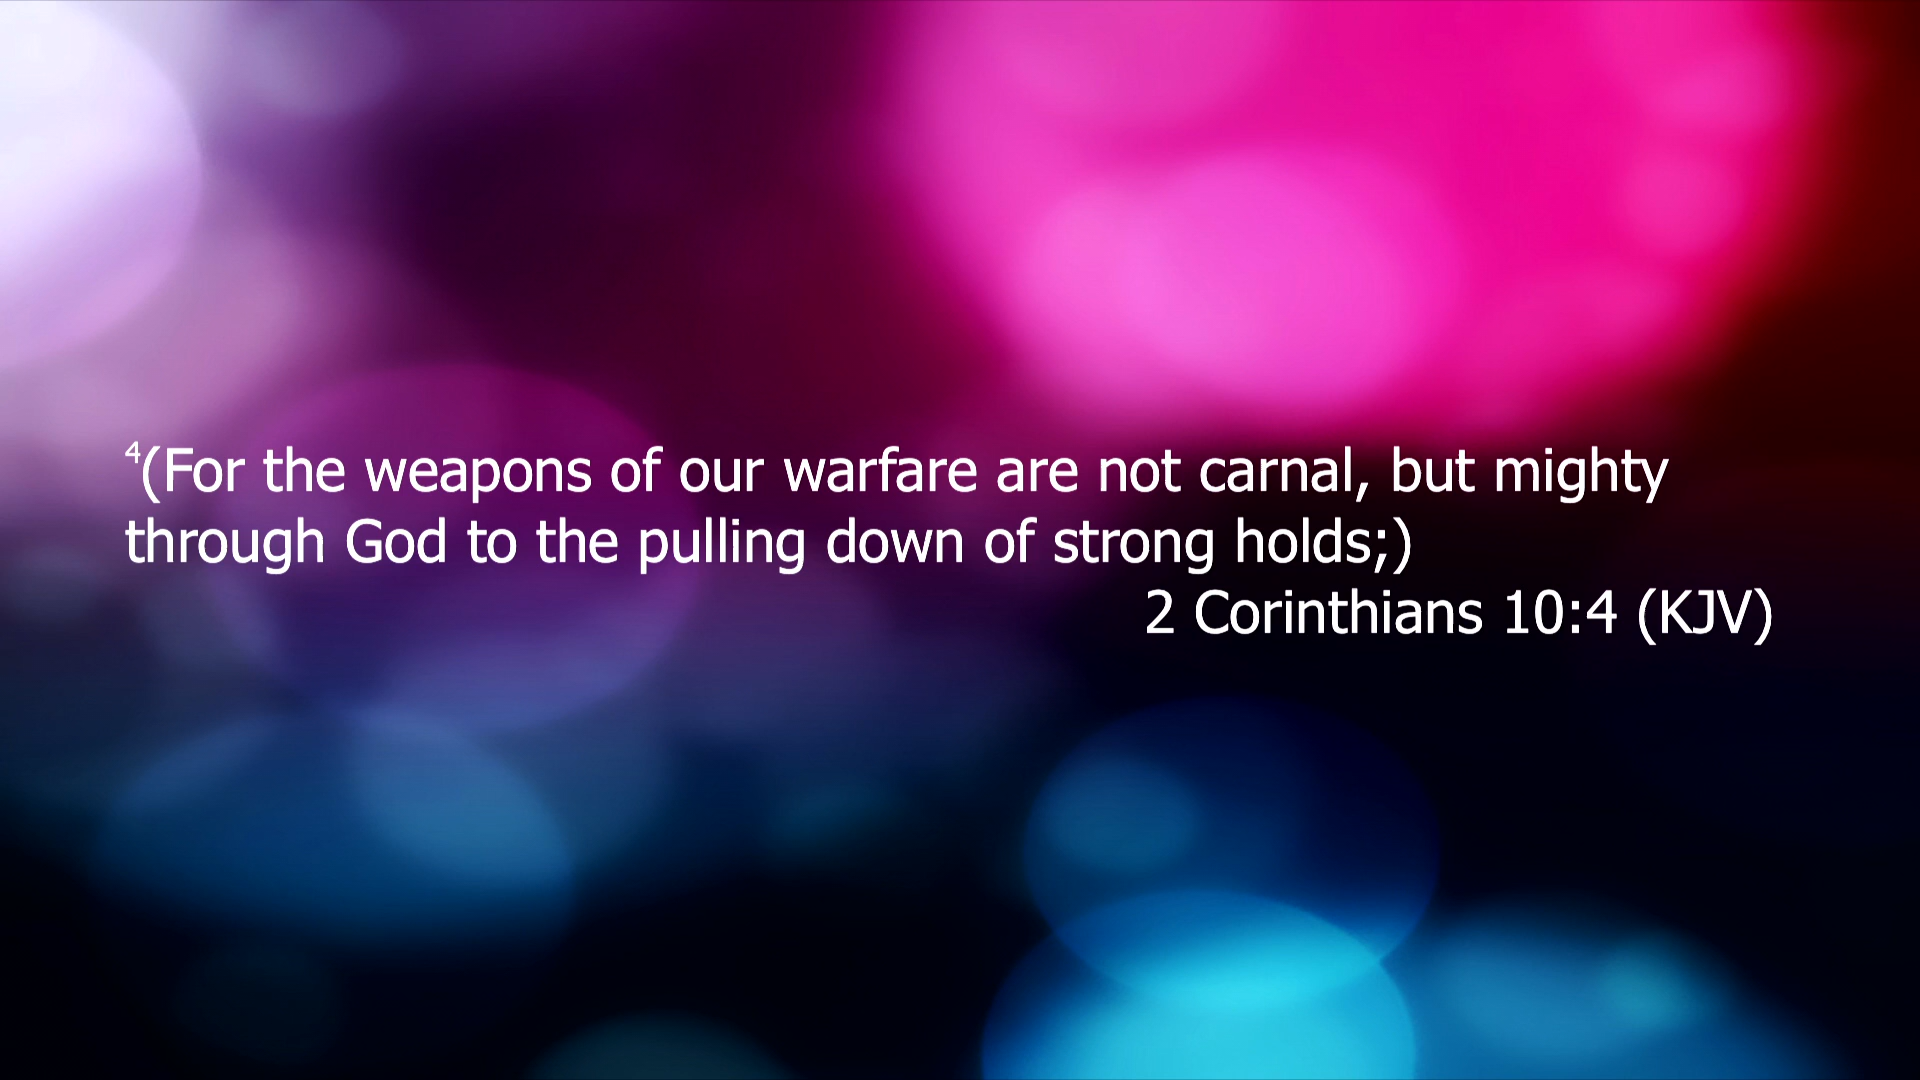 4(For the weapons of our warfare are not carnal, but mighty
through God to the pulling down of strong holds;)
2 Corinthians 10:4 (KJV)